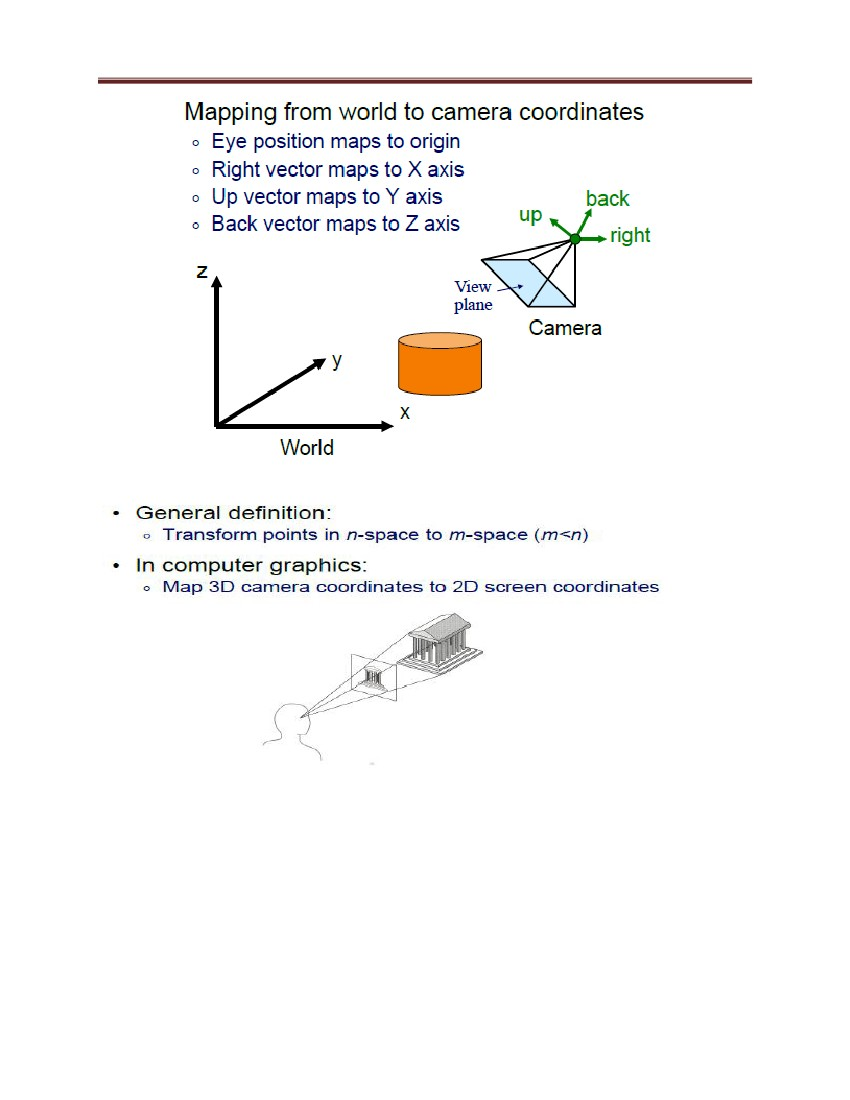 Mapping from world to camera coordinates
Eye position maps to origin
Right vector maps to X axis
Up vector maps to Y axis
Back vector maps to Z axis
back
up
right
View
plane
Camera
z
y
x
World
• General definition:
Transform points in n-space to m-space (m<n)
• In computer graphics:
Map 3D camera coordinates to 2D screen coordinates